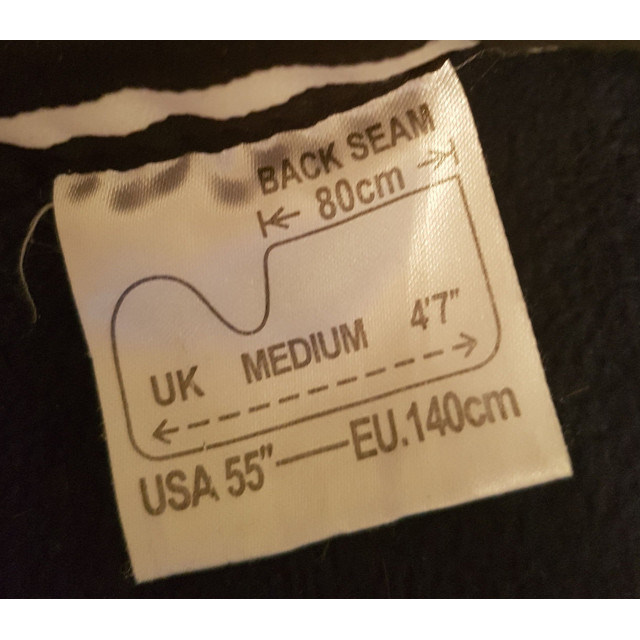 BACK SEAM
80cm
UK MEDIUM 4'7"
USA 55"—EU.140cm